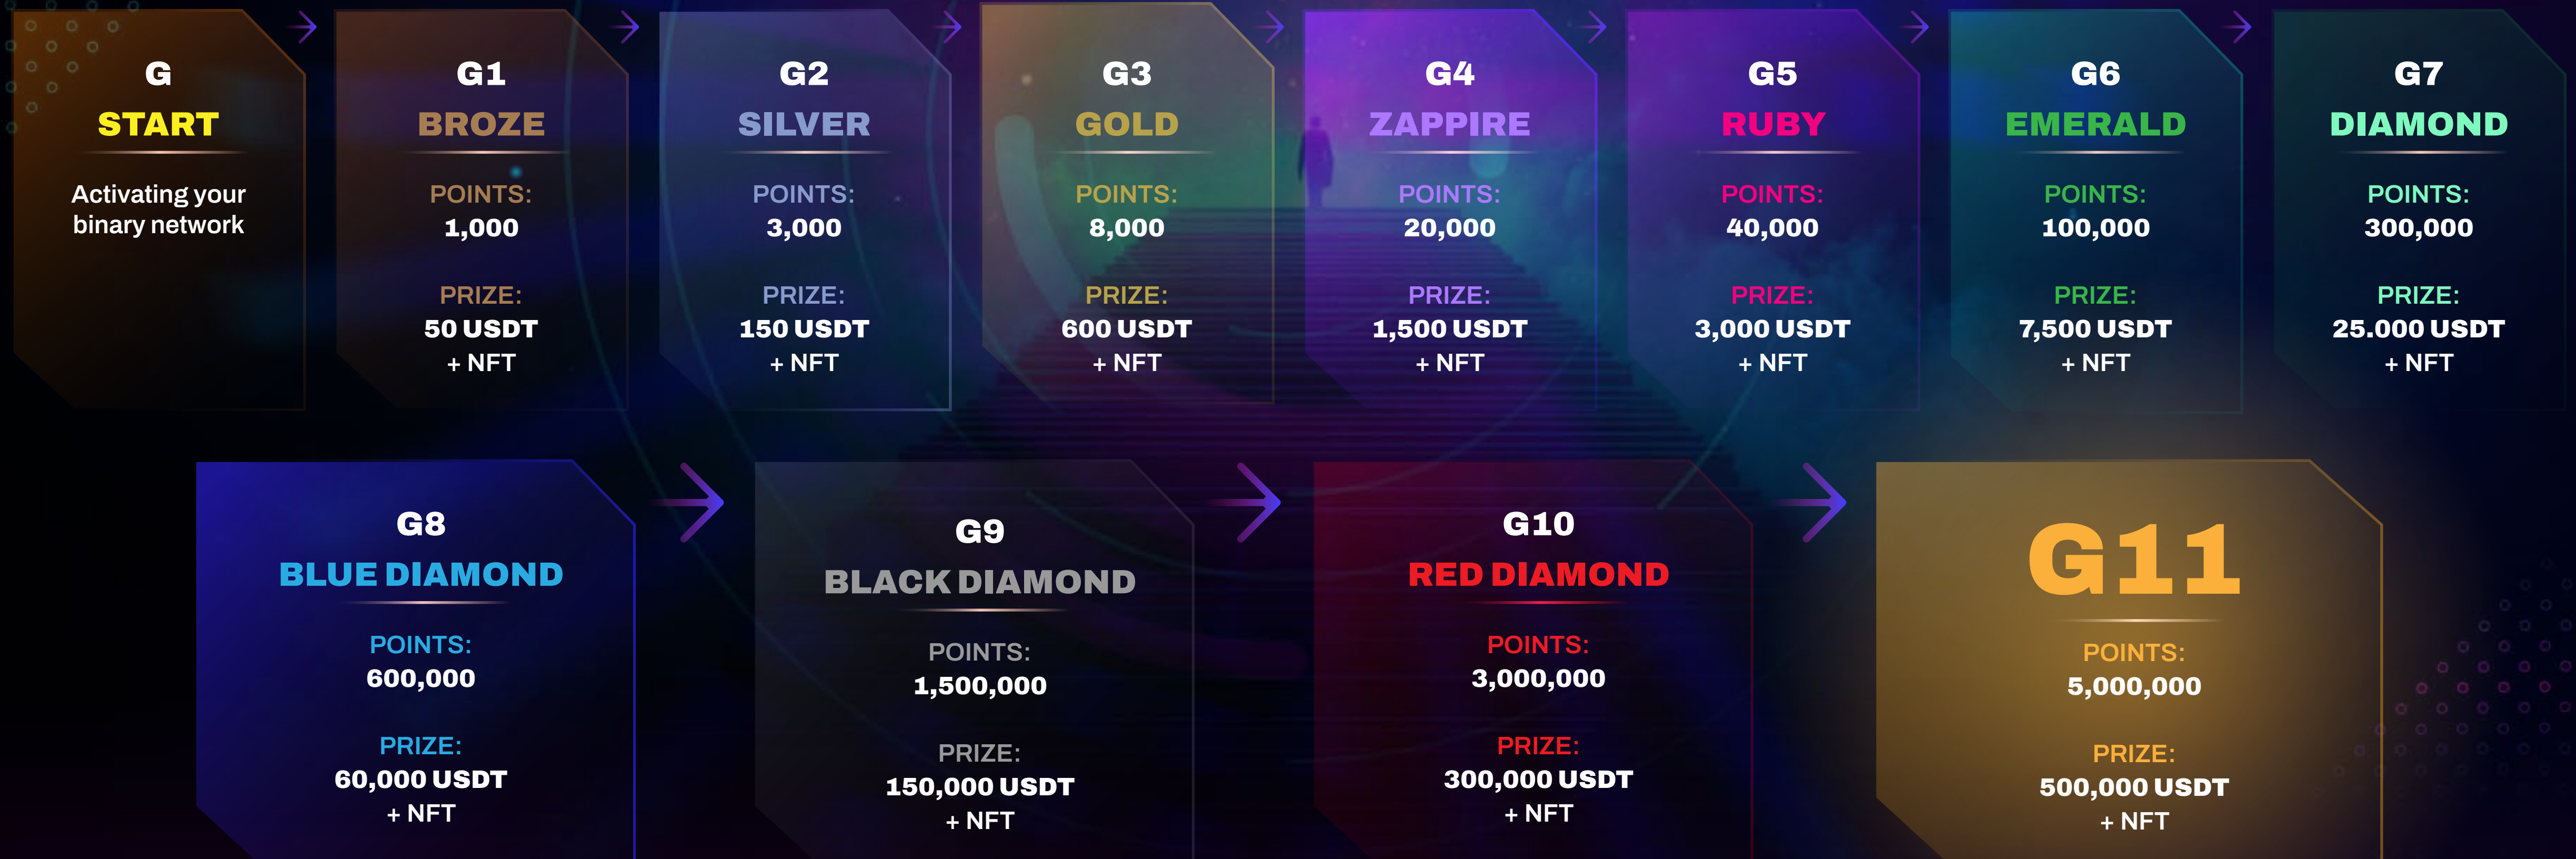 G
START
Activating your
binary network
G1
BROZE
POINTS:
1,000
PRIZE:
50 USDT
+ NFT
G2
SILVER
POINTS:
3,000
PRIZE:
150 USDT
+ NFT
G3
GOLD
POINTS:
8,000
PRIZE:
600 USDT
+ NFT
G4
ZAPPIRE
POINTS:
20,000
PRIZE:
1,500 USDT
+ NFT
G5
RUBY
POINTS:
40,000
PRIZE:
3,000 USDT
+ NFT
G6
EMERALD
POINTS:
100,000
PRIZE:
7,500 USDT
+ NFT
G7
DIAMOND
POINTS:
300,000
PRIZE:
25.000 USDT
+ NFT
G8
BLUE DIAMOND
POINTS:
600,000
PRIZE:
60,000 USDT
+ NFT
G9
BLACK DIAMOND
POINTS:
1,500,000
PRIZE:
150,000 USDT
+ NFT
G10
RED DIAMOND
POINTS:
3,000,000
PRIZE:
300,000 USDT
+ NFT
G11
POINTS:
5,000,000
PRIZE:
500,000 USDT
+ NFT